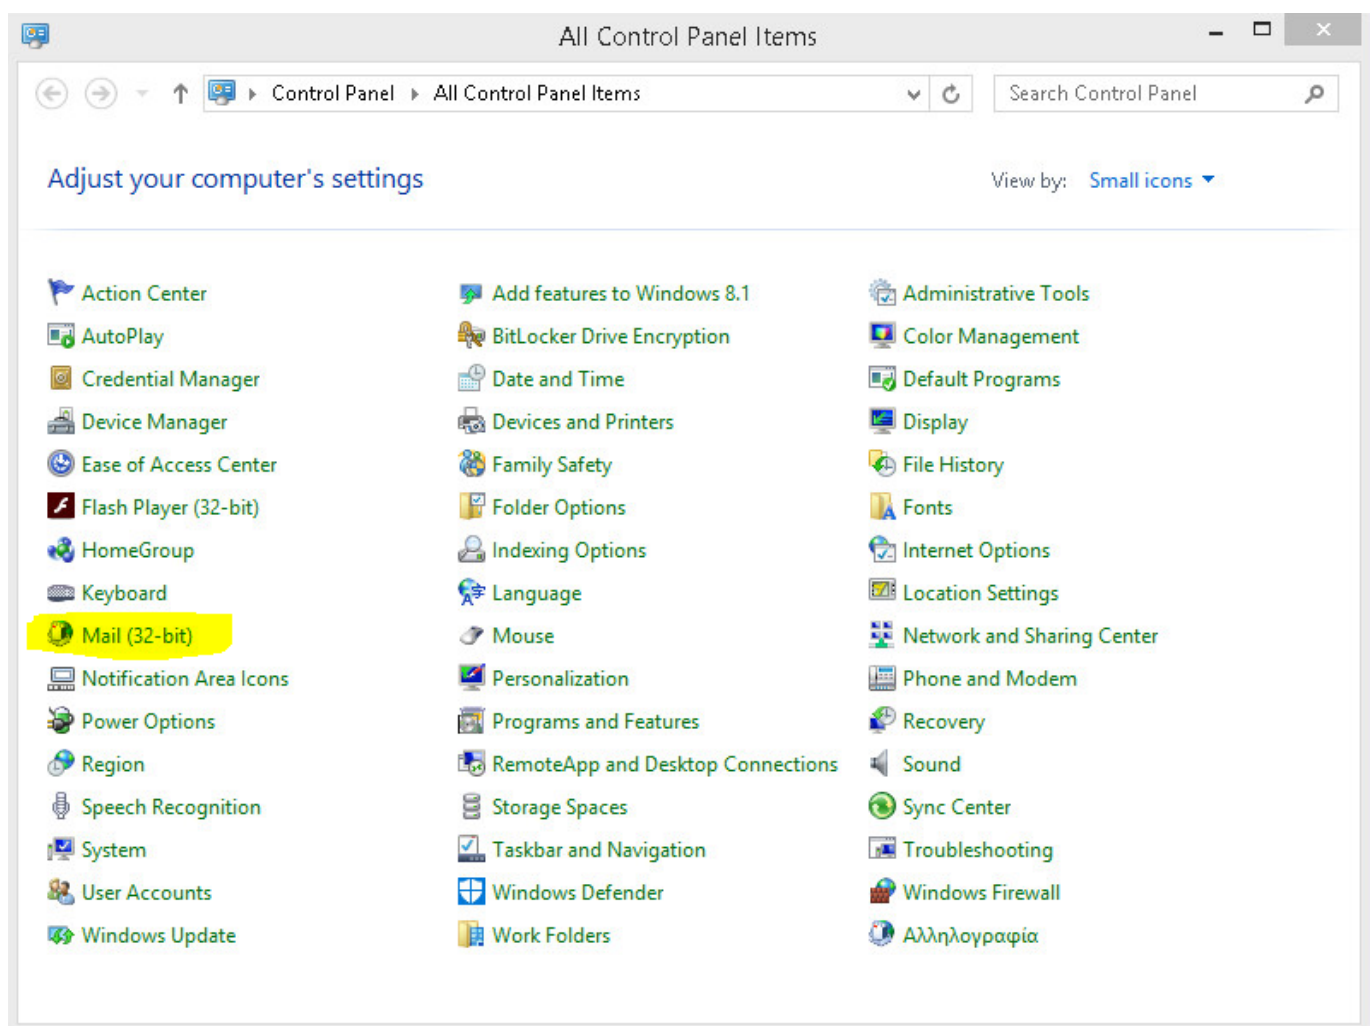 All Control Panel Items
Control Panel All Control Panel Items Search Control Panel
Adjust your computer's settings View by: Small icons
Action Center Add features to Windows 8.1 Administrative Tools
AutoPlay BitLocker Drive Encryption Color Management
Credential Manager Date and Time Default Programs
Device Manager Devices and Printers Display
Ease of Access Center Family Safety File History
Flash Player (32-bit) Folder Options Fonts
HomeGroup Indexing Options Internet Options
Keyboard Language Location Settings
Mail (32-bit) Mouse Network and Sharing Center
Notification Area Icons Personalization Phone and Modem
Power Options Programs and Features Recovery
Region RemoteApp and Desktop Connections Sound
Speech Recognition Storage Spaces Sync Center
System Taskbar and Navigation Troubleshooting
User Accounts Windows Defender Windows Firewall
Windows Update Work Folders Αλληλογραφία